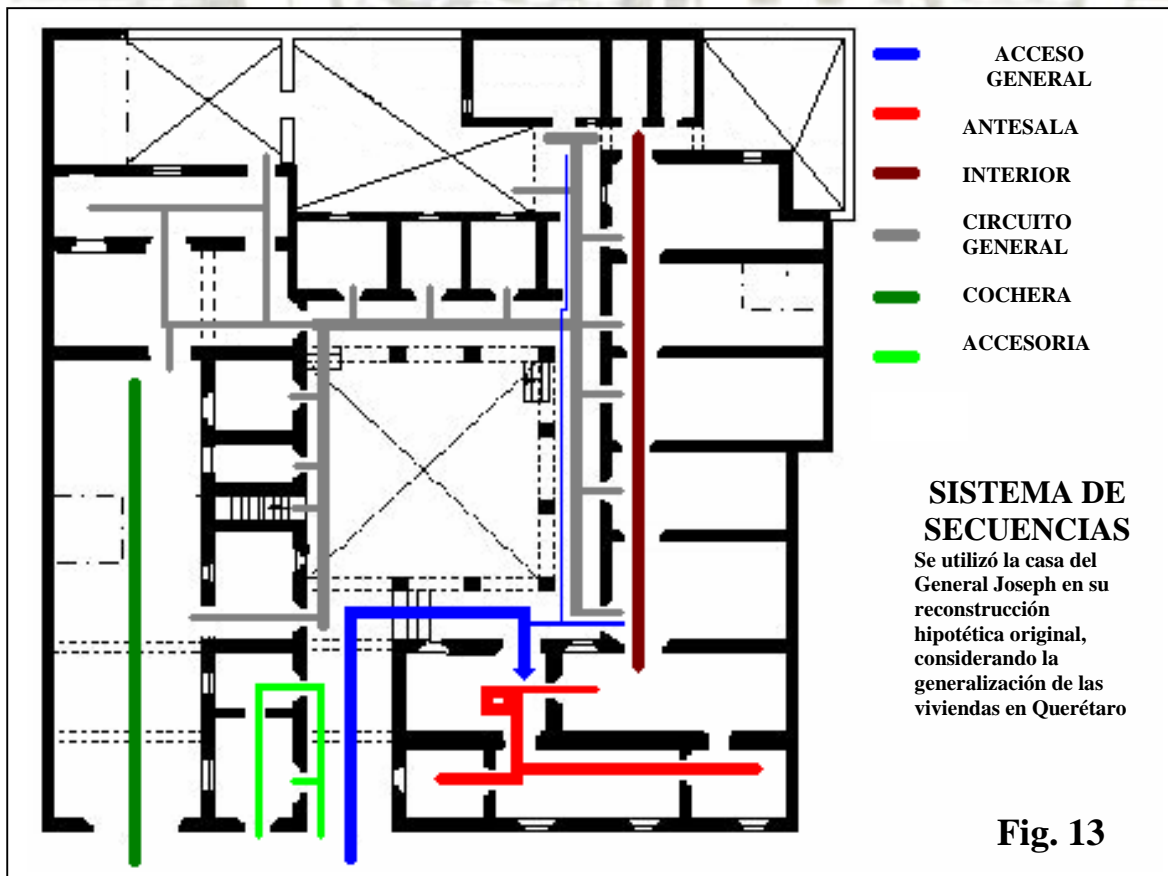 ACCESO
GENERAL
ANTESALA
INTERIOR
CIRCUITO
GENERAL
COCHERA
ACCESORIA
SISTEMA DE
SECUENCIAS
Se utilizó la casa del
General Joseph en su
reconstrucción
hipotética original,
considerando la
generalización de las
viviendas en Querétaro
Fig. 13